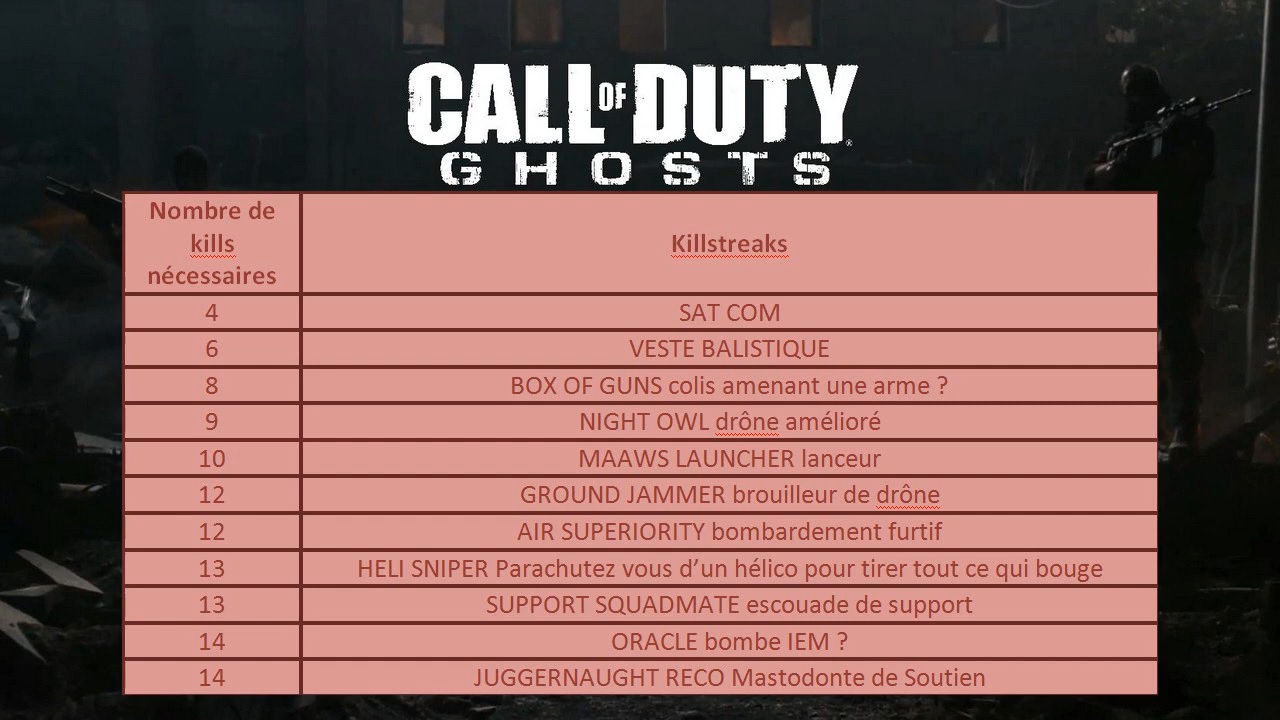 CALL OF DUTY
GHOSTS
Nombre de
kills
nécessaires
Killstreaks
4 SAT COM
6 VESTE BALISTIQUE
8 BOX OF GUNS colis amenant une arme ?
9 NIGHT OWL drône amélioré
10 MAAWS LAUNCHER lanceur
12 GROUND JAMMER brouilleur de drône
12 AIR SUPERIORITY bombardement furtif
13 HELI SNIPER Parachutez vous d’un hélico pour tirer tout ce qui bouge
13 SUPPORT SQUADMATE escouade de support
14 ORACLE bombe IEM ?
14 JUGGERNAUGHT RECO Mastodonte de Soutien